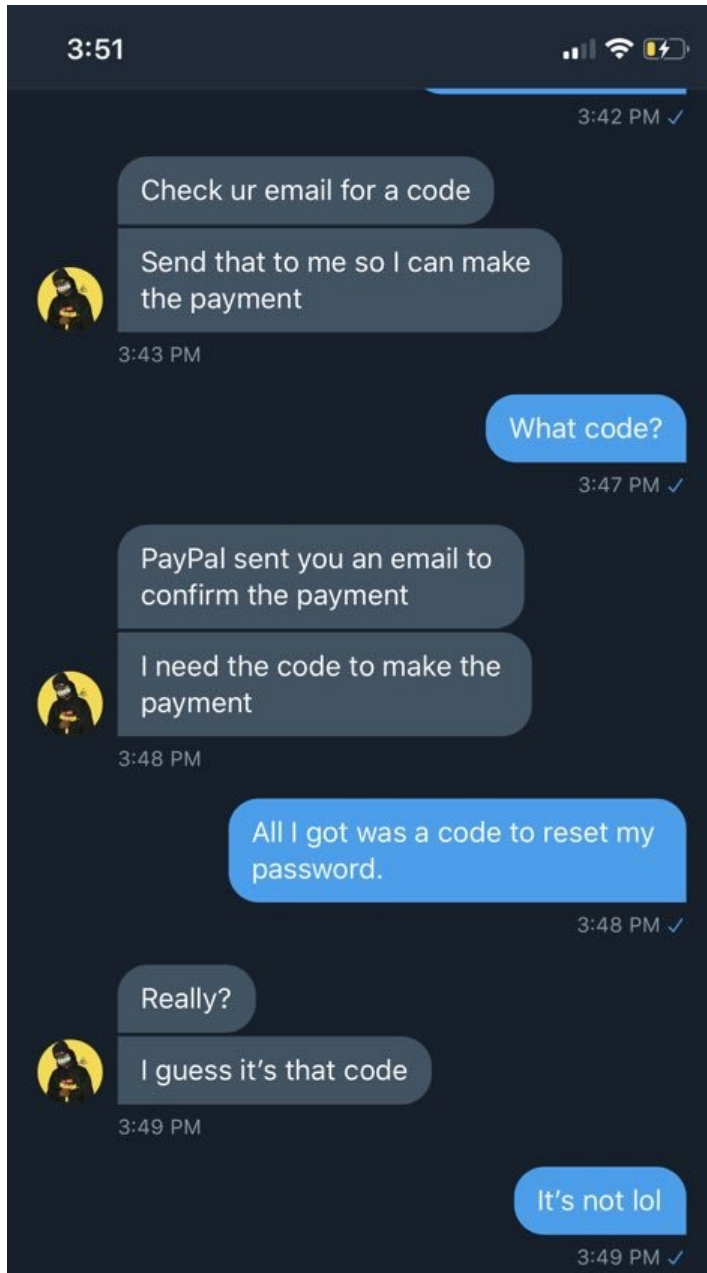 3:51
3:42 PM ✓
Check ur email for a code
Send that to me so I can make
the payment
3:43 PM
What code?
3:47 PM ✓
PayPal sent you an email to
confirm the payment
I need the code to make the
payment
3:48 PM
All I got was a code to reset my
password.
3:48 PM ✓
Really?
I guess it’s that code
3:49 PM
It’s not lol
3:49 PM ✓